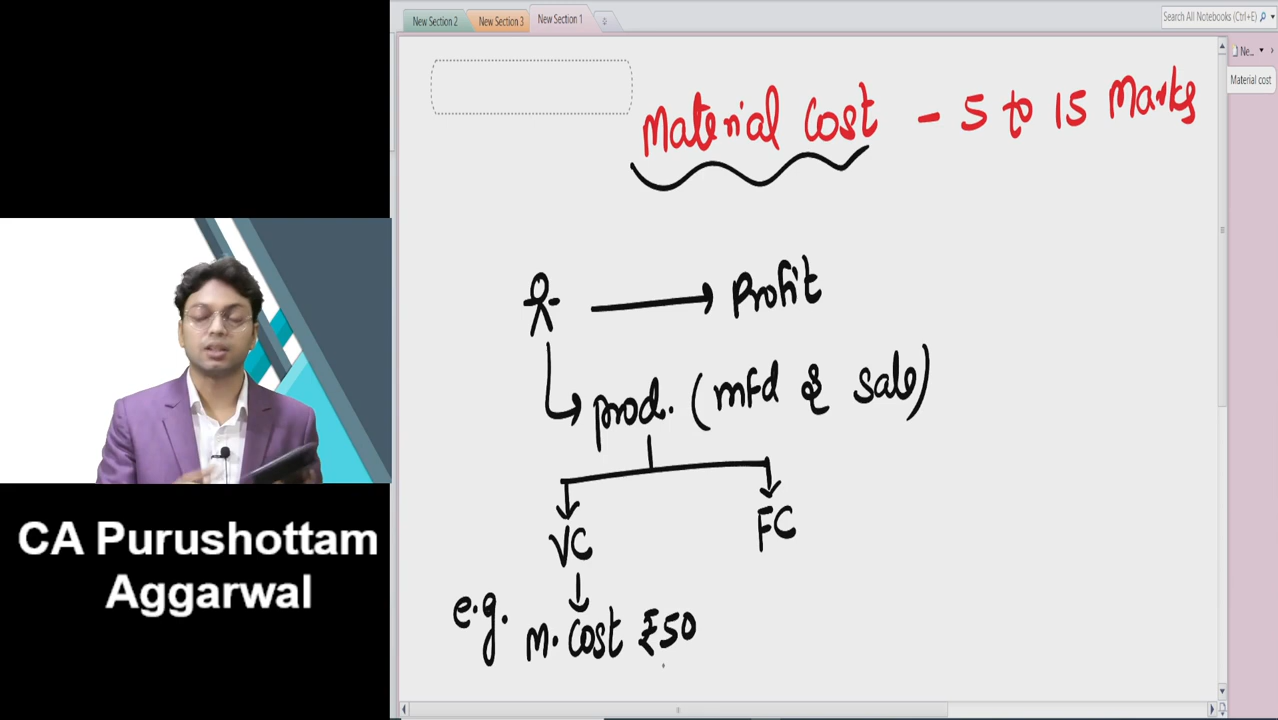 New Section 2 New Section 3 New Section 1
Search All Notebooks (Ctrl+E)
Ne...
Material cost
Material Cost - 5 to 15 Marks
Profit
prod. (mfd & sale)
VC FC
e.g. m. Cost ₹50
CA Purushottam
Aggarwal